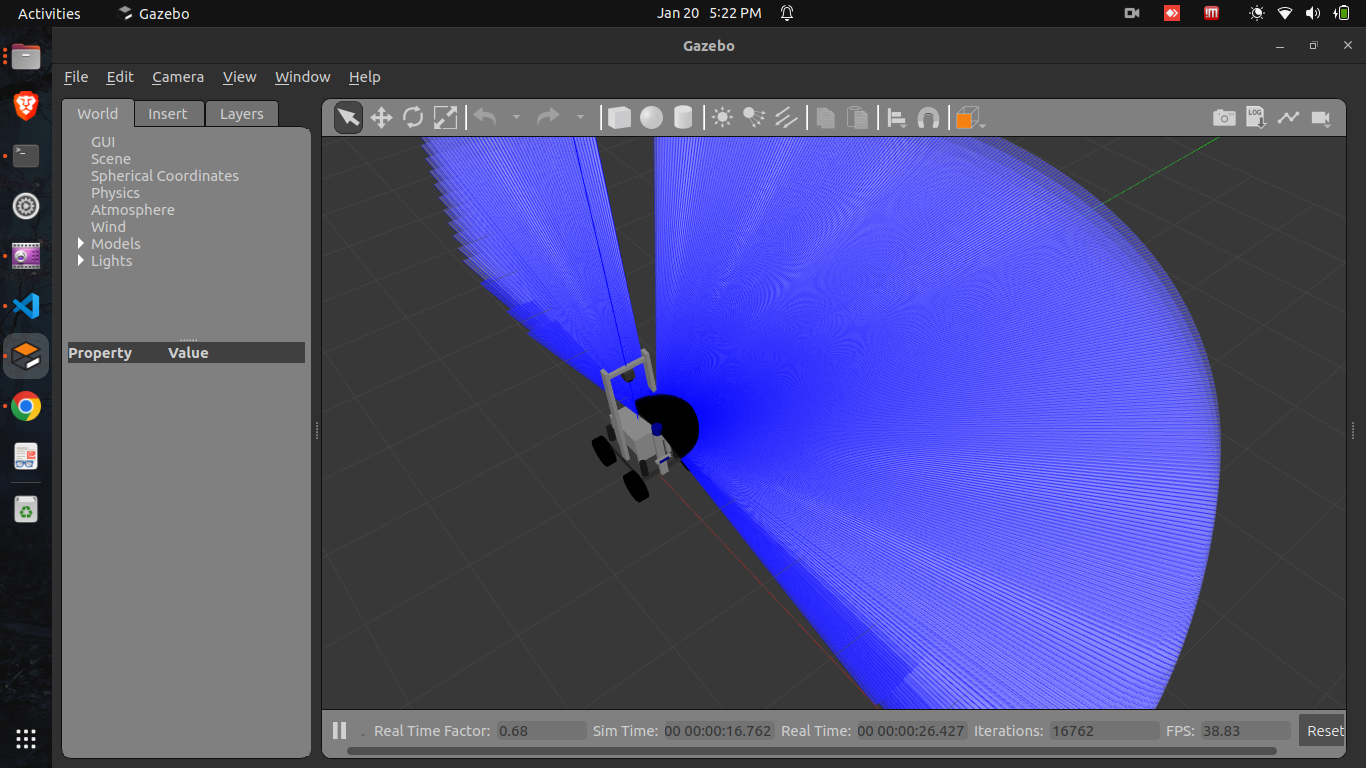 Activities Gazebo Jan 20 5:22 PM
Gazebo
File Edit Camera View Window Help
World Insert Layers
LOG
GUI
Scene
Spherical Coordinates
Physics
Atmosphere
Wind
Models
Lights
Property Value
Real Time Factor: 0.68 Sim Time: 00 00:00:16.762 Real Time: 00 00:00:26.427 Iterations: 16762 FPS: 38.83 Reset